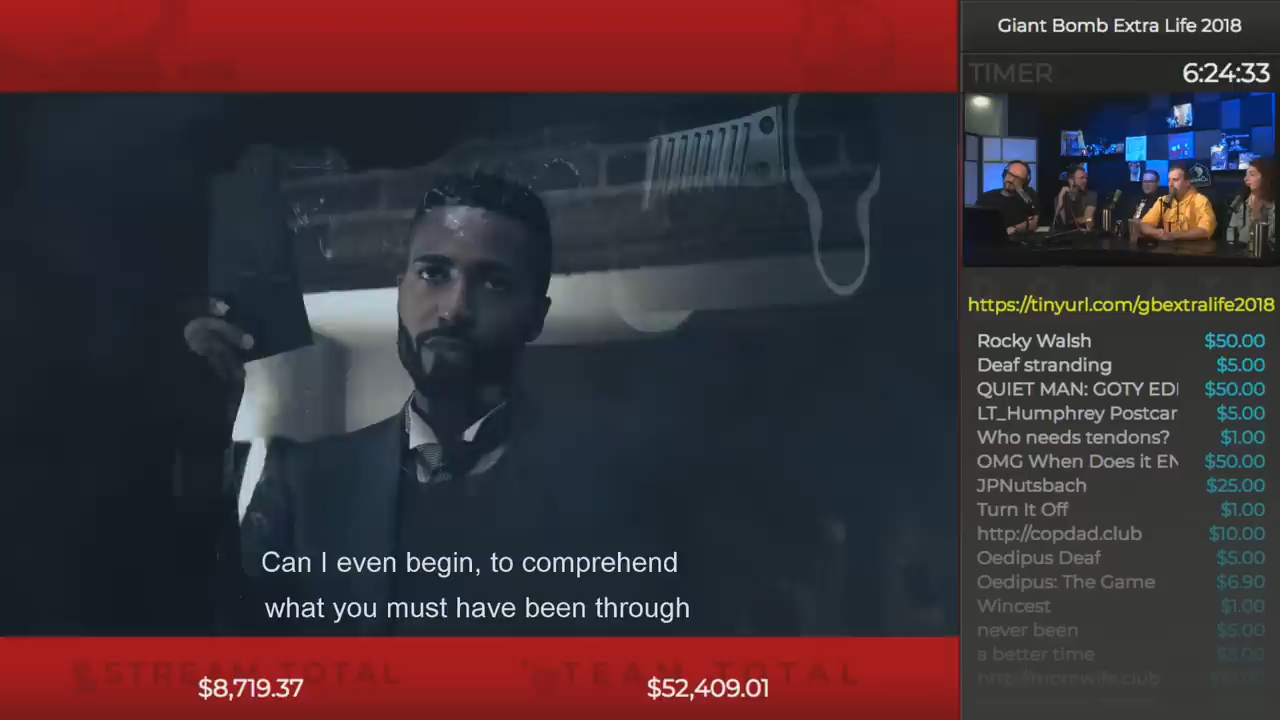 Giant Bomb Extra Life 2018
TIMER 6:24:33
https://tinyurl.com/gbextralife2018
Rocky Walsh $50.00
Deaf stranding $5.00
QUIET MAN: GOTY EDI $50.00
LT_Humphrey Postcar $5.00
Who needs tendons? $1.00
OMG When Does it EN $50.00
JPNutsbach $25.00
Turn It Off $1.00
http://copdad.club $10.00
Oedipus Deaf $5.00
Oedipus: The Game $6.90
Wincest $1.00
never been $5.00
a better time
Can I even begin, to comprehend
what you must have been through
STREAM TOTAL
$8,719.37
TEAM TOTAL
$52,409.01